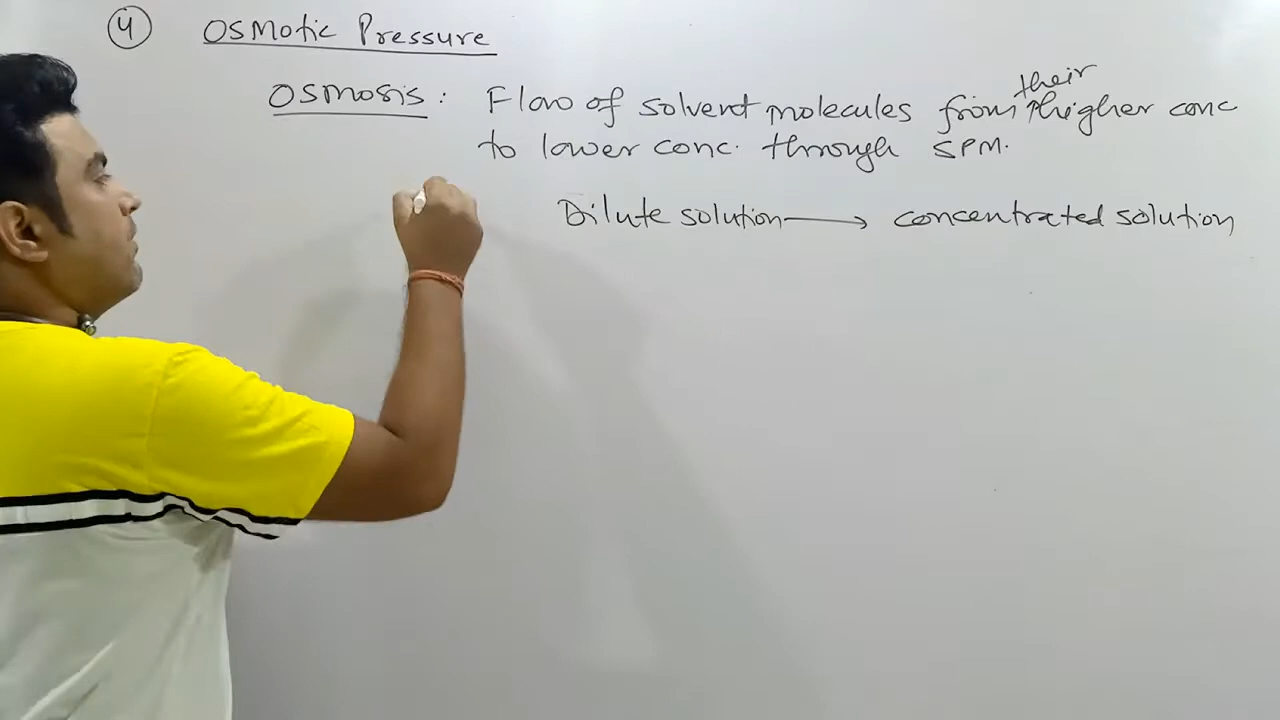 4 Osmotic Pressure
Osmosis: Flow of solvent molecules from their higher conc
to lower conc. through SPM.
Dilute solution → concentrated solution